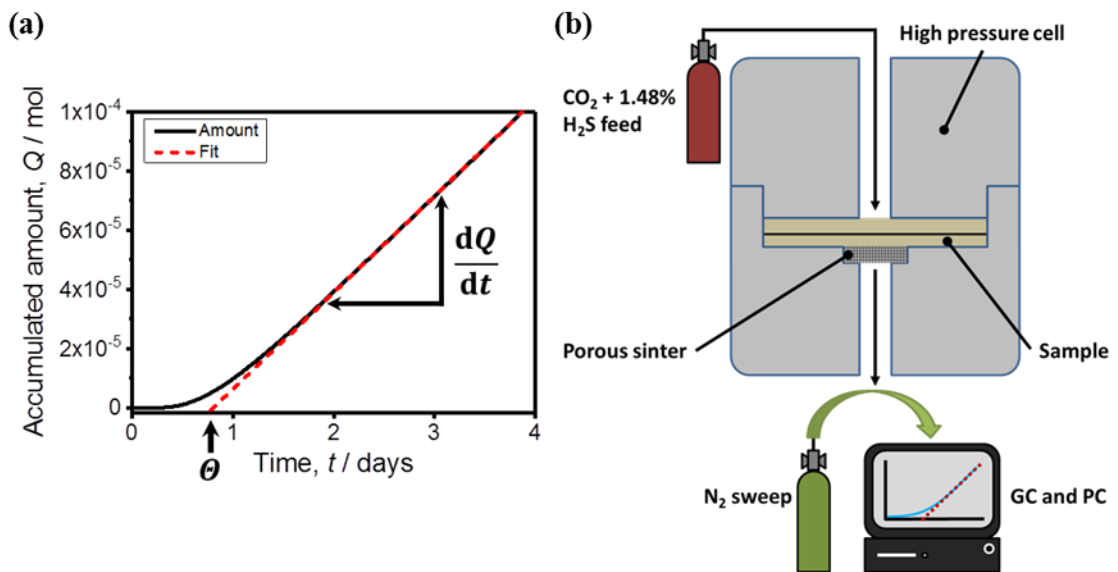 (a)
1x10⁻⁴
8x10⁻⁵
6x10⁻⁵
4x10⁻⁵
2x10⁻⁵
0
Accumulated amount, Q / mol
Amount
Fit
dQ
dt
0
1
2
3
4
Θ
Time, t / days
(b)
High pressure cell
CO₂ + 1.48%
H₂S feed
Porous sinter
Sample
N₂ sweep
GC and PC